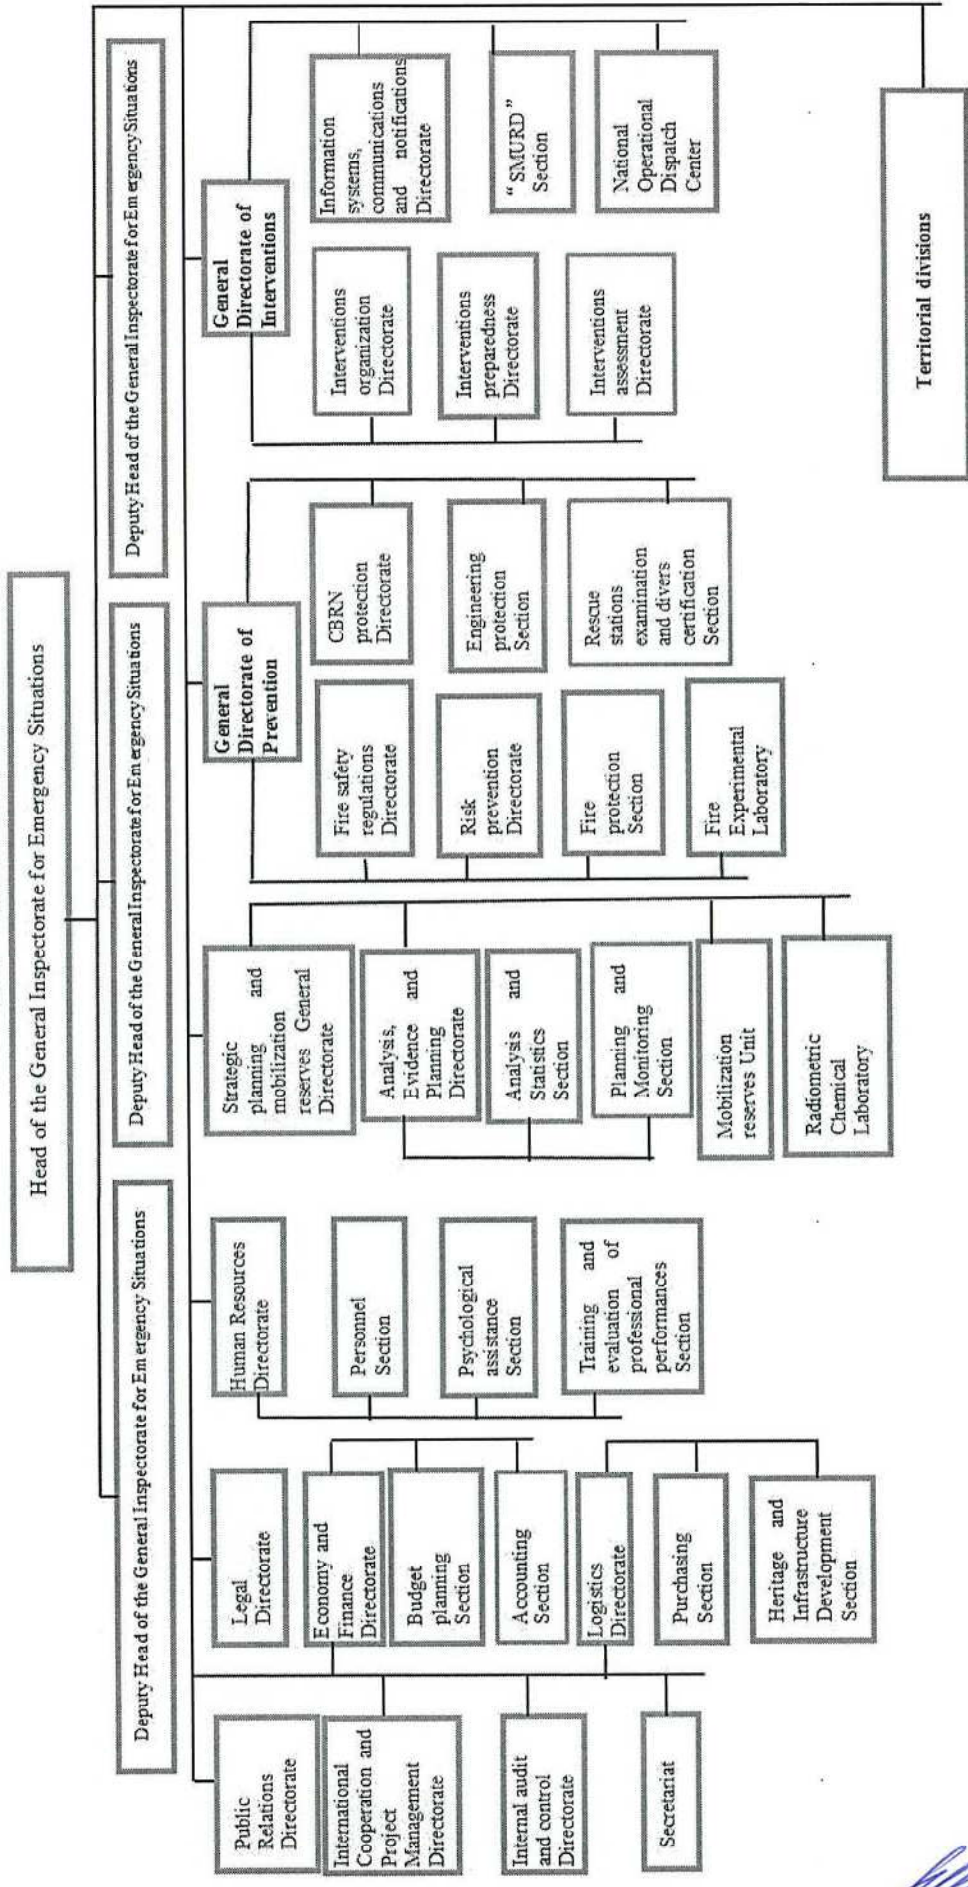 Head of the General Inspectorate for Emergency Situations
Deputy Head of the General Inspectorate for Emergency Situations
Deputy Head of the General Inspectorate for Emergency Situations
Deputy Head of the General Inspectorate for Emergency Situations
Public
Relations
Directorate
International
Cooperation and
Project
Management
Directorate
Internal audit
and control
Directorate
Secretariat
Legal
Directorate
Economy and
Finance
Directorate
Budget
planning
Section
Accounting
Section
Logistics
Directorate
Purchasing
Section
Heritage and
Infrastructure
Development
Section
Human Resources
Directorate
Personnel
Section
Psychological
assistance
Section
Training and
evaluation of
professional
performances
Section
Strategic
planning and
mobilization
reserves General
Directorate
Analysis,
Evidence and
Planning
Directorate
Analysis and
Statistics
Section
Planning and
Monitoring
Section
Mobilization
reserves Unit
Radiometric
Chemical
Laboratory
General
Directorate of
Prevention
Fire safety
regulations
Directorate
Risk
prevention
Directorate
Fire
protection
Section
Fire
Experimental
Laboratory
CBRN
protection
Directorate
Engineering
protection
Section
Rescue
stations
examination
and divers
certification
Section
General
Directorate of
Interventions
Interventions
organization
Directorate
Interventions
preparedness
Directorate
Interventions
assessment
Directorate
Information
systems,
communications
and notifications
Directorate
“SMURD”
Section
National
Operational
Dispatch
Center
Territorial divisions